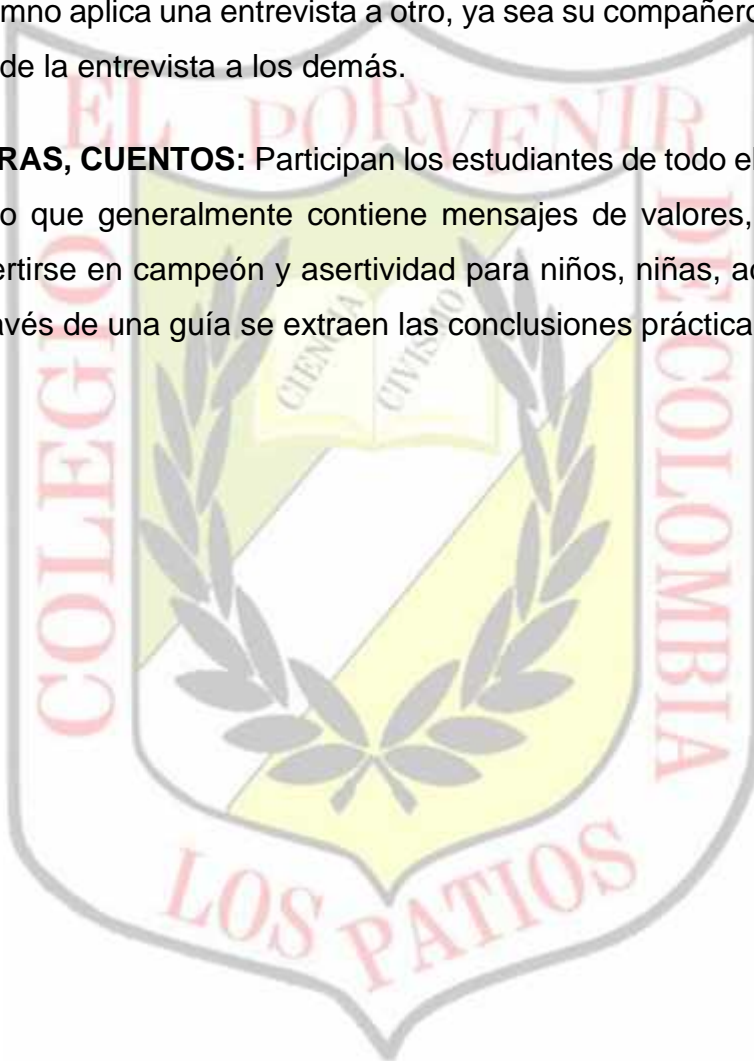 mno aplica una entrevista a otro, ya sea su compañero
de la entrevista a los demás.
RAS, CUENTOS: Participan los estudiantes de todo el
o que generalmente contiene mensajes de valores,
ertirse en campeón y asertividad para niños, niñas, ac
avés de una guía se extraen las conclusiones práctica
EL PORVENIR
COLEGIO
DE COLOMBIA
CIENCIA
CIVISMO
LOS PATIOS